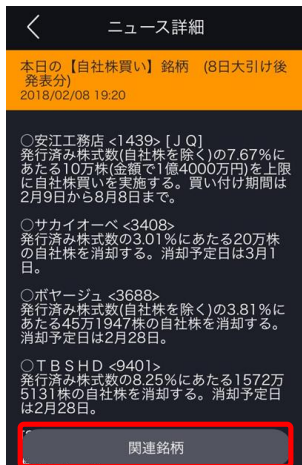 ニュース詳細
本日の【自社株買い】銘柄 (8日大引け後
発表分)
2018/02/08 19:20
○安江工務店 <1439> [ＪＱ]
発行済み株式数(自社株を除く)の7.67%に
あたる10万株(金額で1億4000万円)を上限
に自社株買いを実施する。買い付け期間は
2月9日から8月8日まで。
○サカイオーベ <3408>
発行済み株式数の3.01%にあたる20万株
の自社株を消却する。消却予定日は3月1
日。
○ボヤージュ <3688>
発行済み株式数(自社株を除く)の3.81%に
あたる45万1947株の自社株を消却する。
消却予定日は2月28日。
○ＴＢＳＨＤ <9401>
発行済み株式数の8.25%にあたる1572万
5131株の自社株を消却する。消却予定日
は2月28日。
関連銘柄